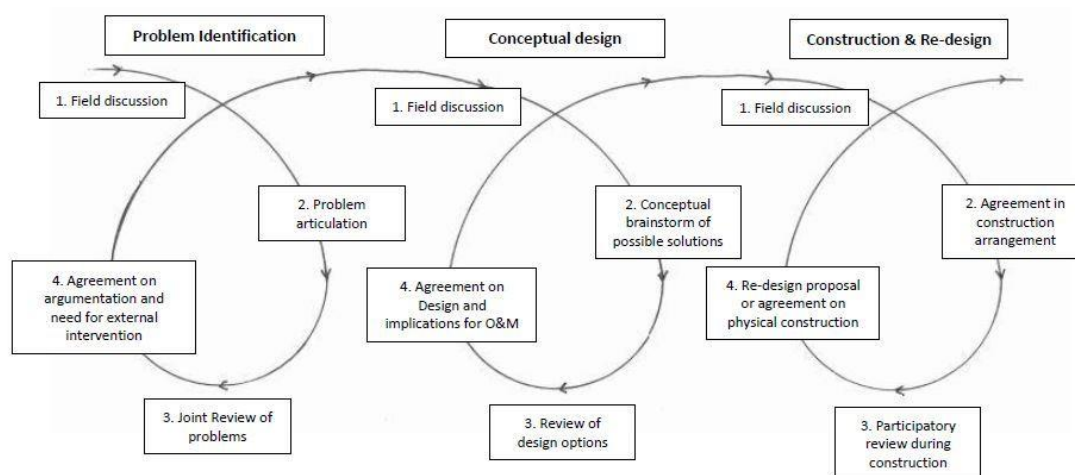 Problem Identification
Conceptual design
Construction & Re-design
1. Field discussion
2. Problem
articulation
3. Joint Review of
problems
4. Agreement on
argumentation and
need for external
intervention
1. Field discussion
2. Conceptual
brainstorm of
possible solutions
3. Review of
design options
4. Agreement on
Design and
implications for O&M
1. Field discussion
2. Agreement in
construction
arrangement
3. Participatory
review during
construction
4. Re-design proposal
or agreement on
physical construction